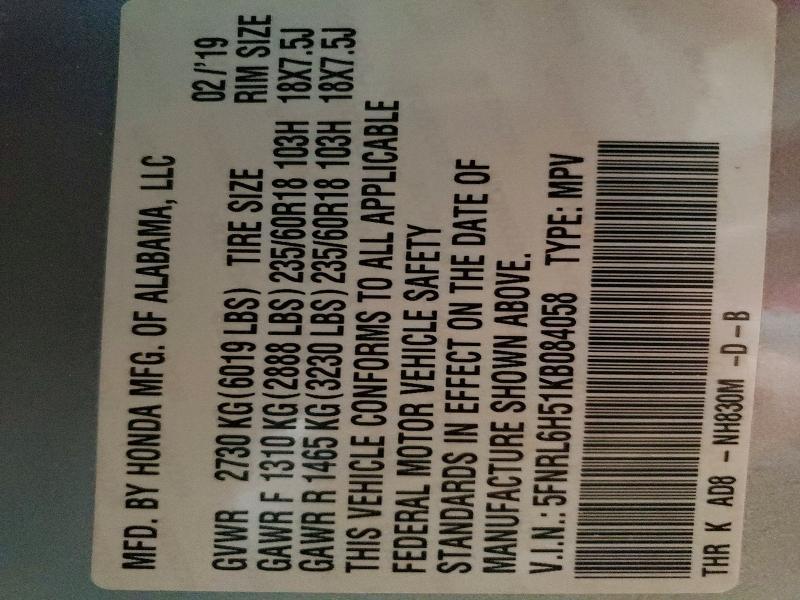 MFD. BY HONDA MFG. OF ALABAMA, LLC
02/'19
GVWR 2730 KG(6019 LBS) TIRE SIZE RIM SIZE
GAWR F 1310 KG(2888 LBS) 235/60R18 103H 18X7.5J
GAWR R 1465 KG(3230 LBS) 235/60R18 103H 18X7.5J
THIS VEHICLE CONFORMS TO ALL APPLICABLE
FEDERAL MOTOR VEHICLE SAFETY
STANDARDS IN EFFECT ON THE DATE OF
MANUFACTURE SHOWN ABOVE.
V.I.N.: 5FNRL6H51KB084058 TYPE: MPV
THR K AD8 - NH830M - D - B